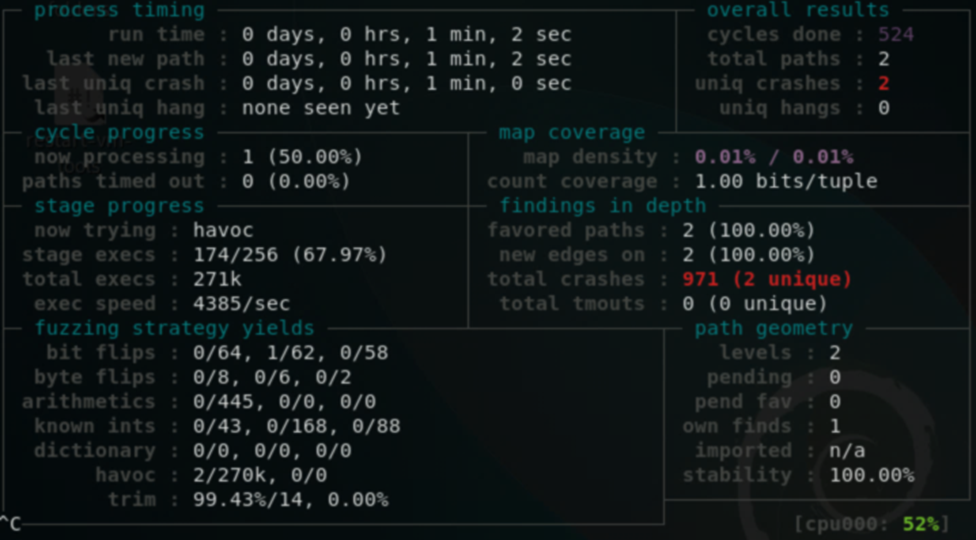 process timing overall results
run time : 0 days, 0 hrs, 1 min, 2 sec cycles done : 524
last new path : 0 days, 0 hrs, 1 min, 2 sec total paths : 2
last uniq crash : 0 days, 0 hrs, 1 min, 0 sec uniq crashes : 2
last uniq hang : none seen yet uniq hangs : 0
cycle progress map coverage
now processing : 1 (50.00%) map density : 0.01% / 0.01%
paths timed out : 0 (0.00%) count coverage : 1.00 bits/tuple
stage progress findings in depth
now trying : havoc favored paths : 2 (100.00%)
stage execs : 174/256 (67.97%) new edges on : 2 (100.00%)
total execs : 271k total crashes : 971 (2 unique)
exec speed : 4385/sec total tmouts : 0 (0 unique)
fuzzing strategy yields path geometry
bit flips : 0/64, 1/62, 0/58 levels : 2
byte flips : 0/8, 0/6, 0/2 pending : 0
arithmetics : 0/445, 0/0, 0/0 pend fav : 0
known ints : 0/43, 0/168, 0/88 own finds : 1
dictionary : 0/0, 0/0, 0/0 imported : n/a
havoc : 2/270k, 0/0 stability : 100.00%
trim : 99.43%/14, 0.00%
^C [cpu000: 52%]